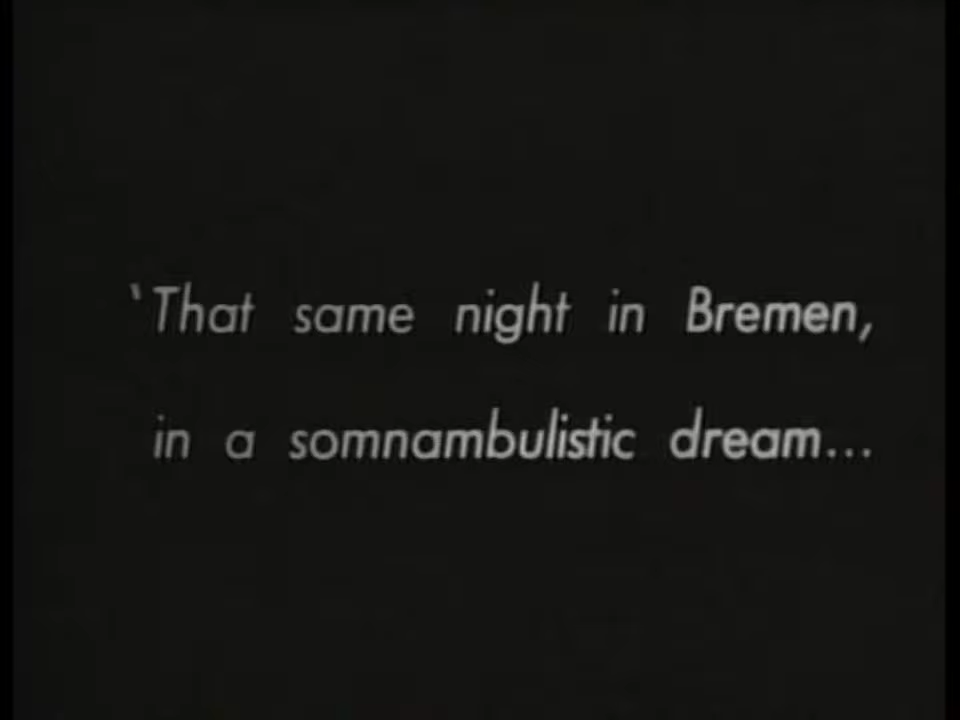 ‵That same night in Bremen,
in a somnambulistic dream...